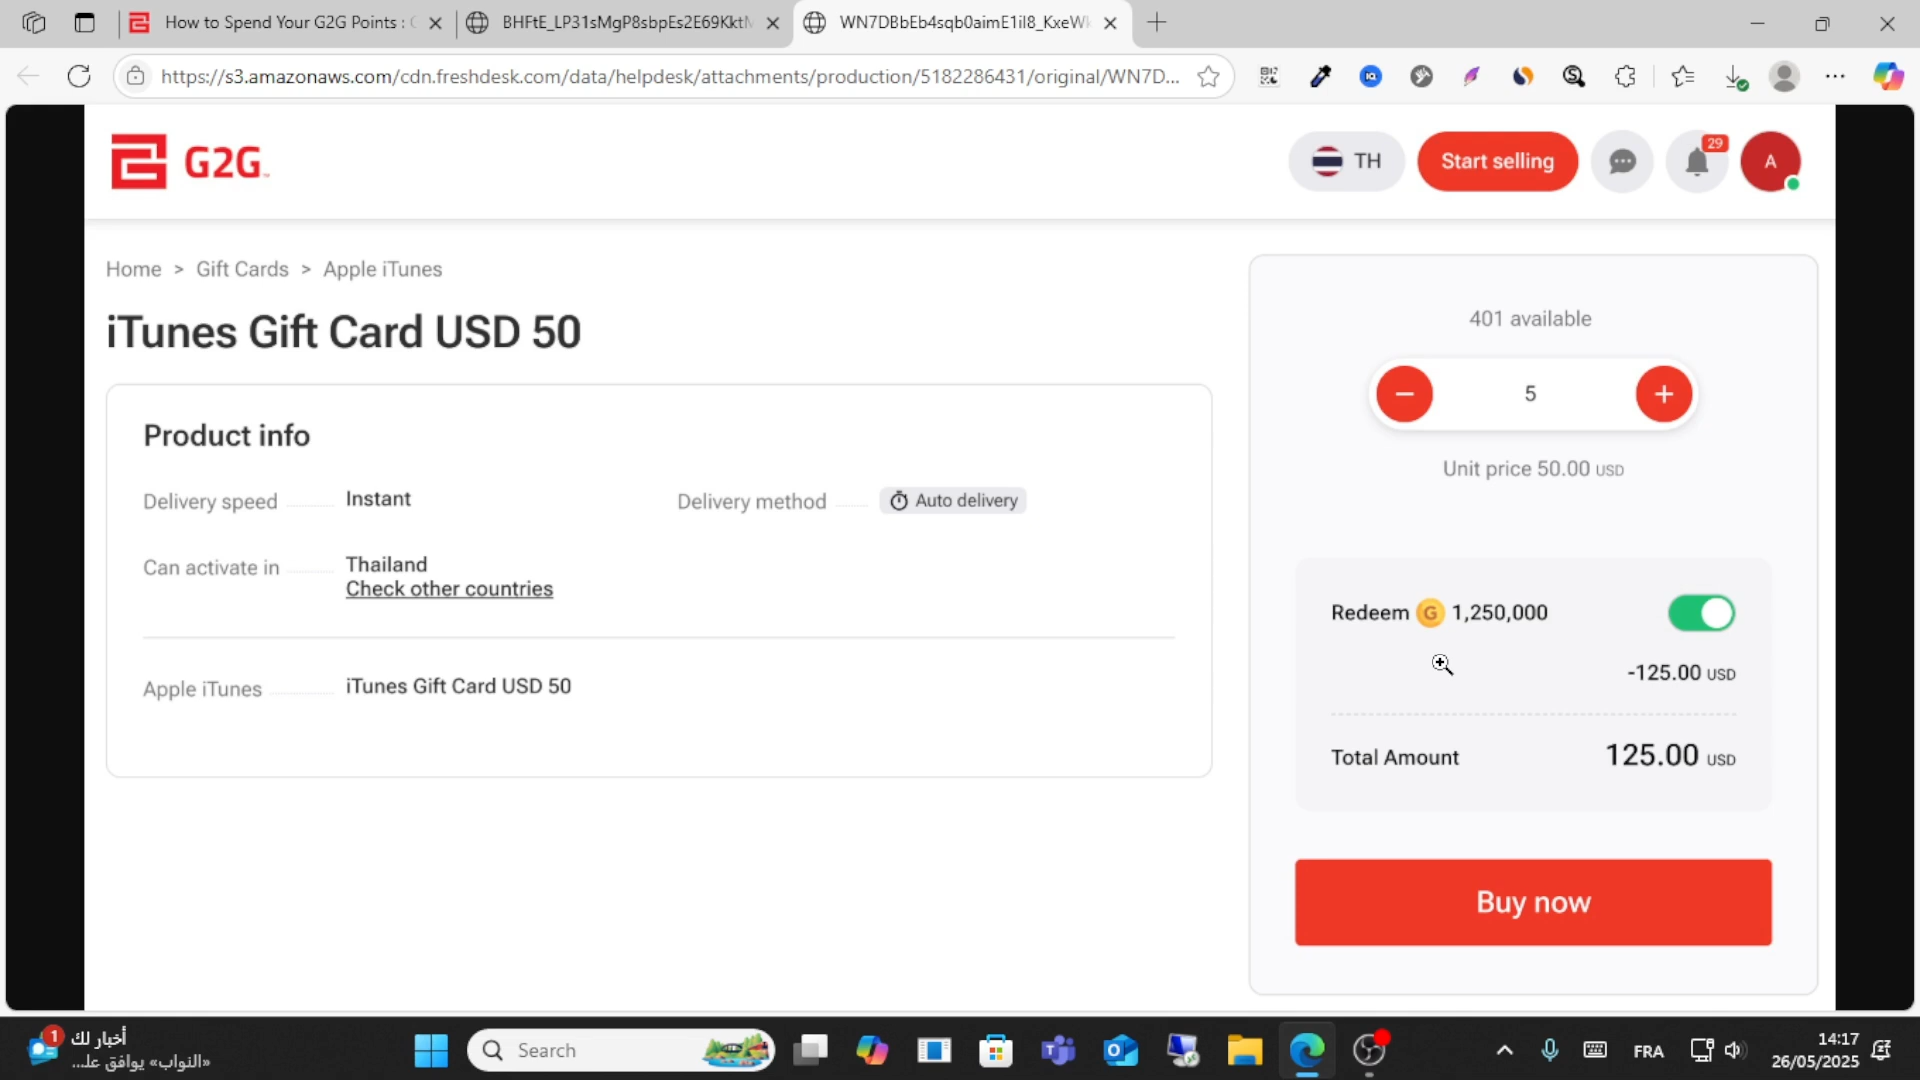 How to Spend Your G2G Points :
BHFtE_LP31sMgP8sbpEs2E69Kkt
WN7DBbEb4sqb0aimE1il8_KxeW
https://s3.amazonaws.com/cdn.freshdesk.com/data/helpdesk/attachments/production/5182286431/original/WN7D...
G2G
TH
Start selling
29
A
Home > Gift Cards > Apple iTunes
iTunes Gift Card USD 50
Product info
Delivery speed Instant
Delivery method Auto delivery
Can activate in Thailand
Check other countries
Apple iTunes iTunes Gift Card USD 50
401 available
− 5 +
Unit price 50.00 USD
Redeem G 1,250,000
-125.00 USD
Total Amount 125.00 USD
Buy now
1
أخبار لك
«النواب» يوافق علـ...
Search
FRA
14:17
26/05/2025